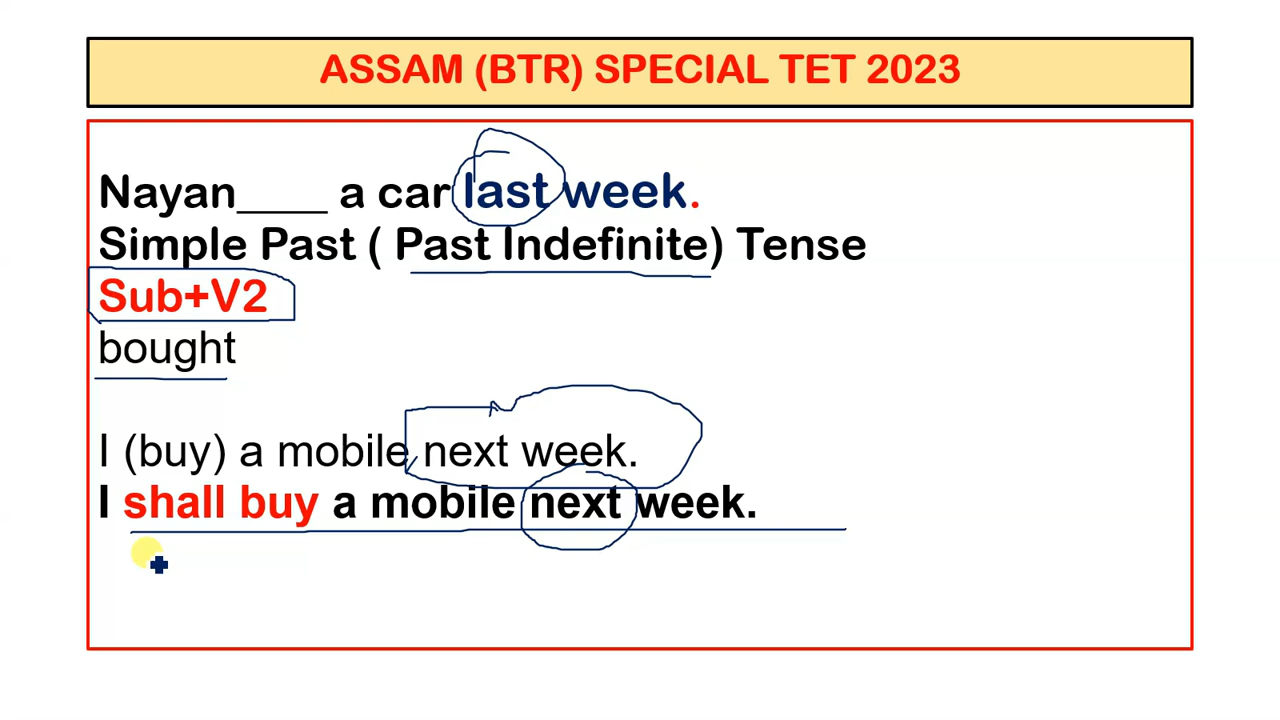 ASSAM (BTR) SPECIAL TET 2023
Nayan____ a car last week.
Simple Past ( Past Indefinite) Tense
Sub+V2
bought
I (buy) a mobile next week.
I shall buy a mobile next week.